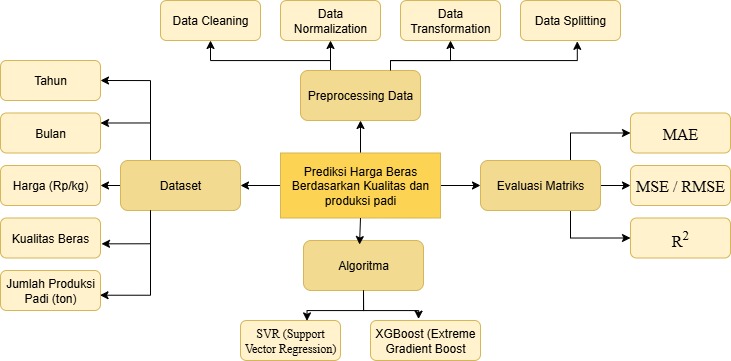 Data Cleaning
Data
Normalization
Data
Transformation
Data Splitting
Preprocessing Data
Tahun
Bulan
Harga (Rp/kg)
Kualitas Beras
Jumlah Produksi
Padi (ton)
Dataset
Prediksi Harga Beras
Berdasarkan Kualitas dan
produksi padi
Evaluasi Matriks
MAE
MSE / RMSE
R²
Algoritma
SVR (Support
Vector Regression)
XGBoost (Extreme
Gradient Boost